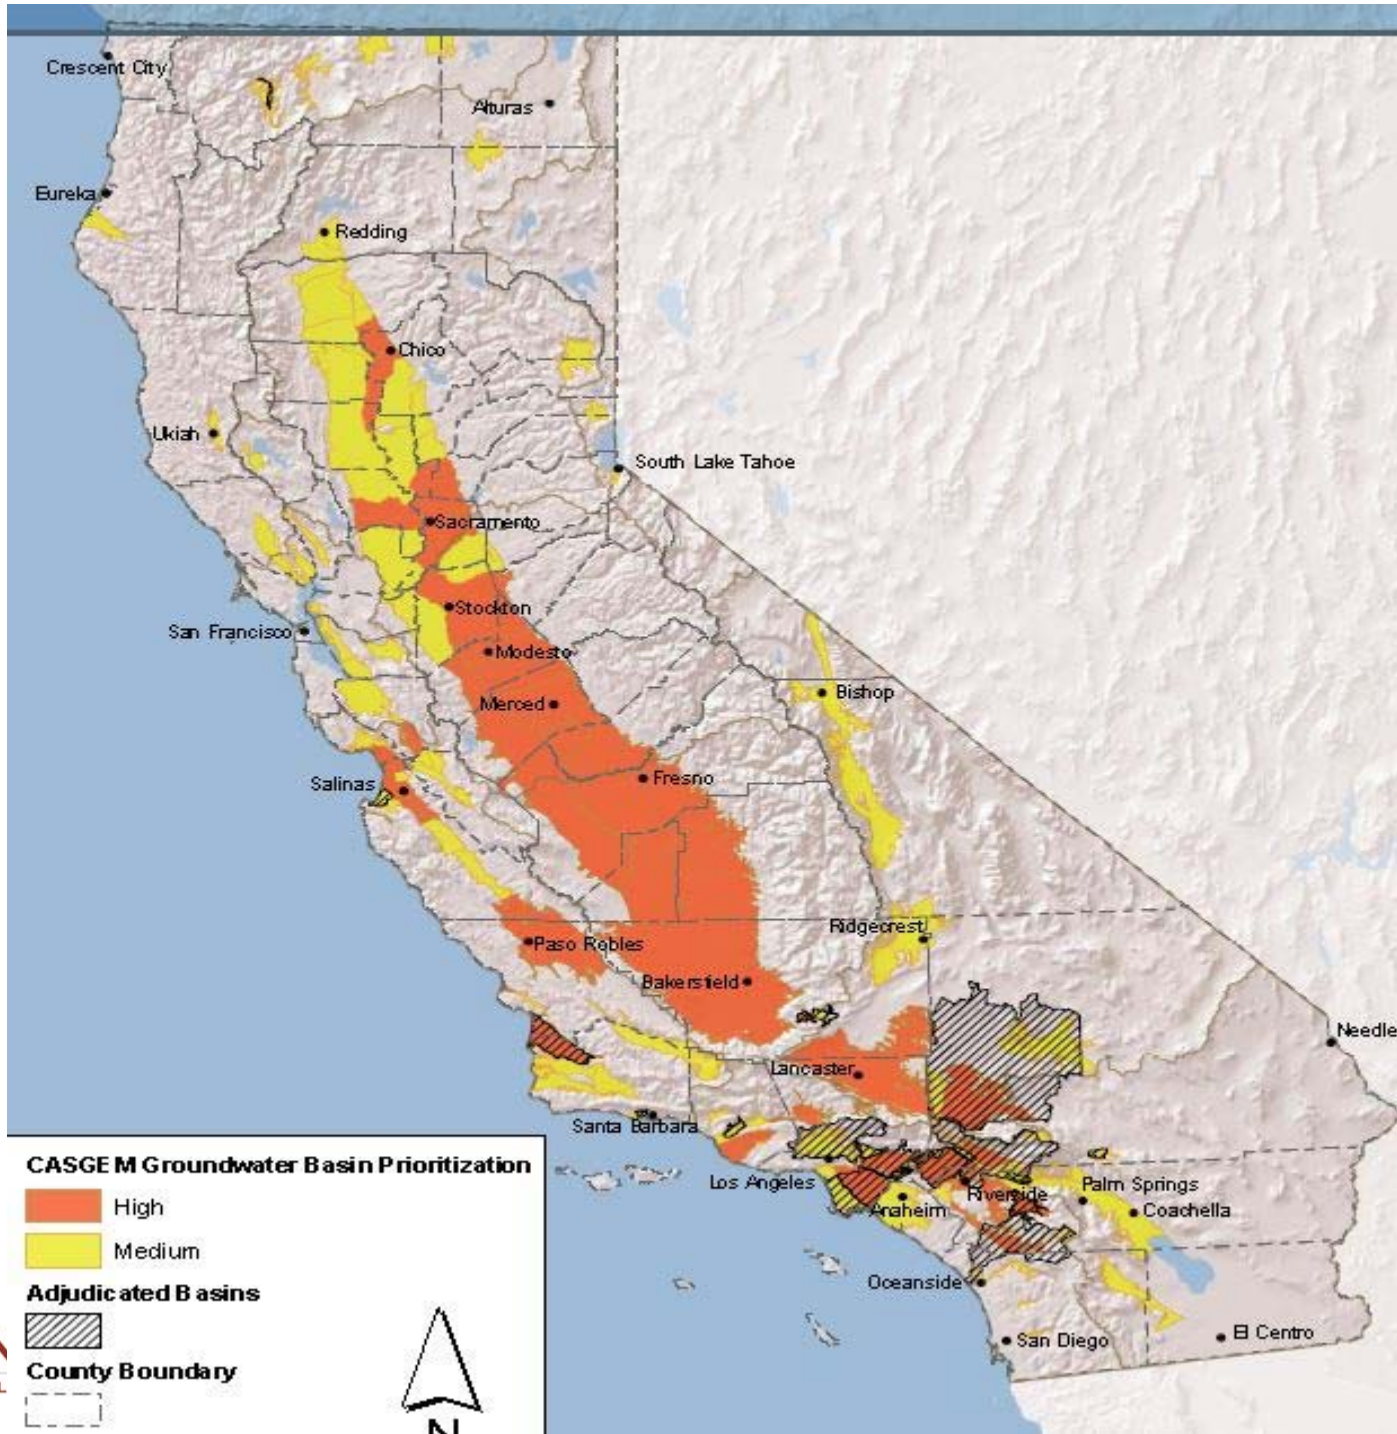 Crescent City
Alturas
Eureka
Redding
Chico
Ukiah
South Lake Tahoe
Sacramento
Stockton
San Francisco
Modesto
Bishop
Merced
Fresno
Salinas
Ridgecrest
Paso Robles
Bakersfield
Needle
Lancaster
Santa Barbara
Los Angeles
Riverside
Palm Springs
Anaheim
Coachella
Oceanside
San Diego
El Centro
CASGEM Groundwater Basin Prioritization
High
Medium
Adjudicated Basins
County Boundary
N